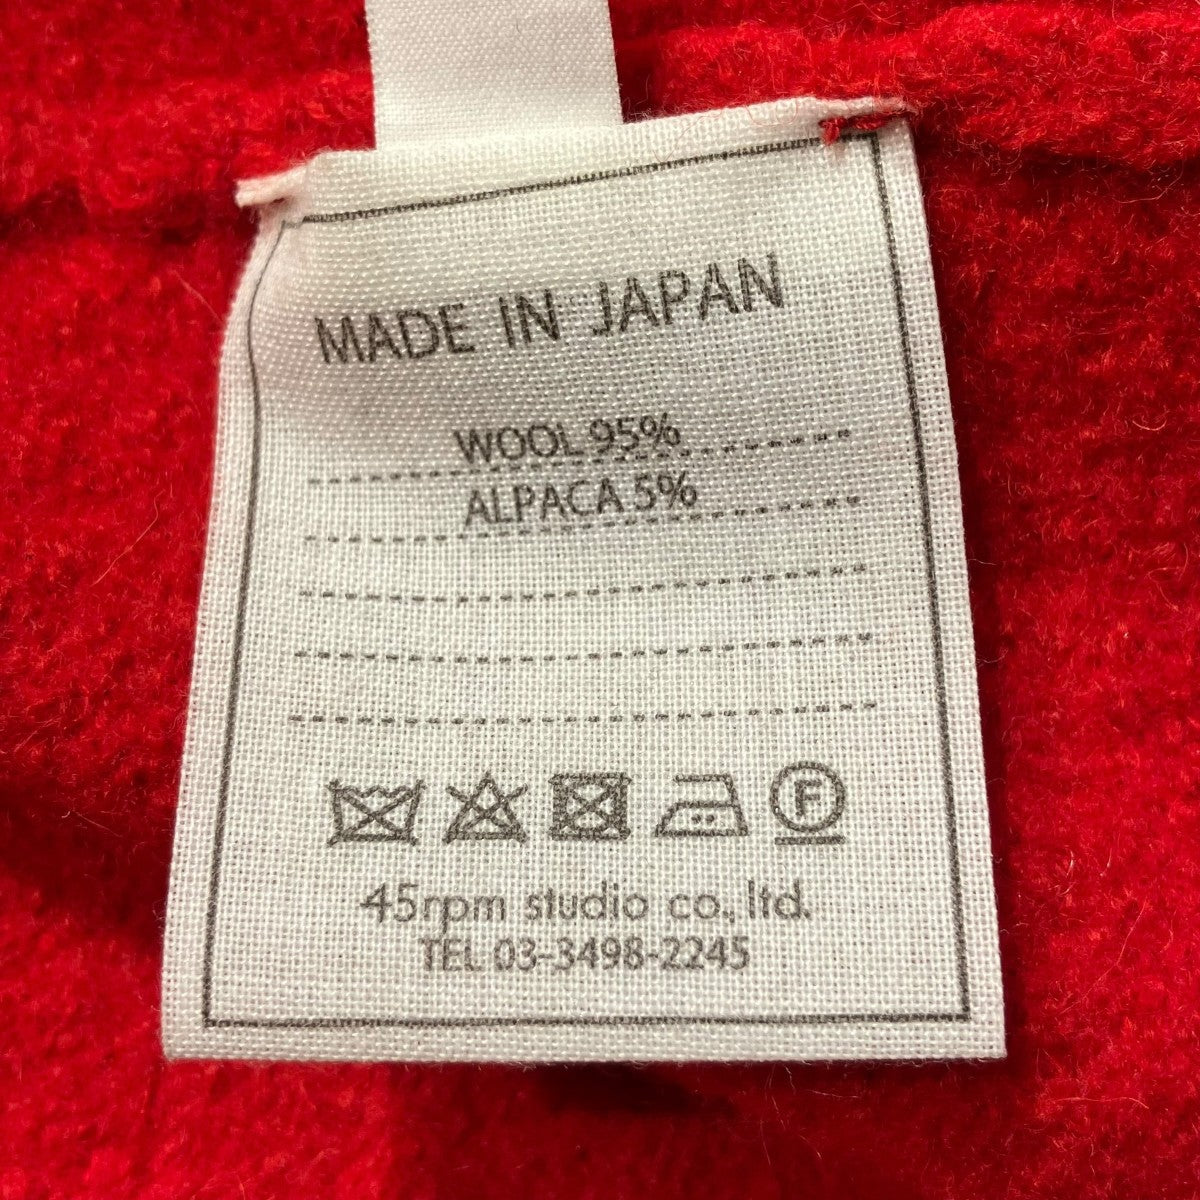 MADE IN JAPAN
WOOL 95%
ALPACA 5%
F
45rpm studio co., ltd.
TEL 03-3498-2245